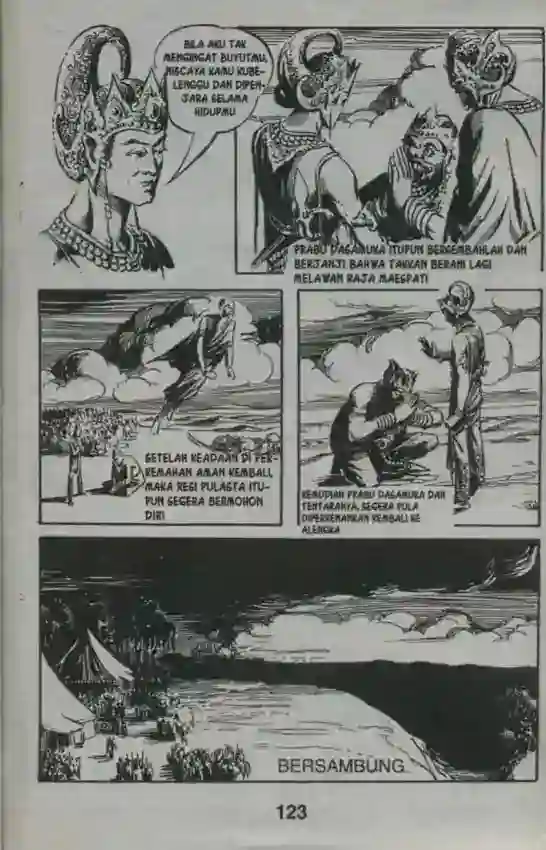 BILA AKU TAK
MENGINGAT BUYUTMU,
NISCAYA KAMU KUBE-
LENGGU DAN DIPEN-
JARA SELAMA
HIDUPMU
PRABU DASAMUKA ITUPUN BERSEMBAHLAH DAN
BERJANJI BAHWA TAKKAN BERANI LAGI
MELAWAN RAJA MAESPATI
SETELAH KEADAAN DI PER-
KEMAHAN AMAN KEMBALI,
MAKA RESI PULASTA ITU-
PUN SEGERA BERMOHON
DIRI
KEMUDIAN PRABU DASAMUKA DAN
TENTARANYA, SEGERA PULA
DIPERKENANKAN KEMBALI KE
ALENGKA
BERSAMBUNG
123